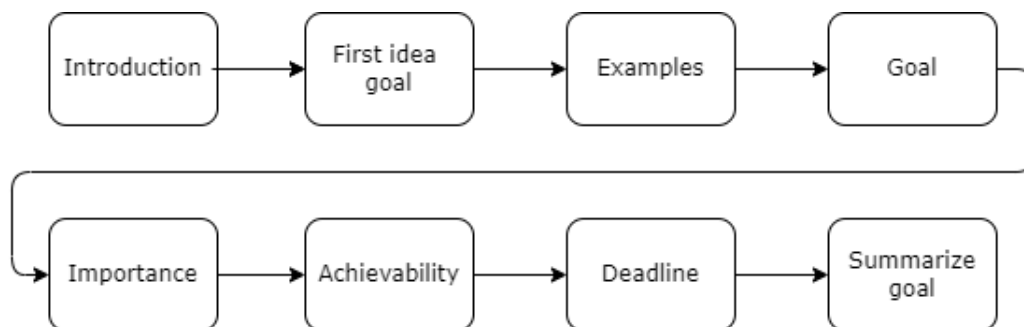 Introduction
First idea
goal
Examples
Goal
Importance
Achievability
Deadline
Summarize
goal